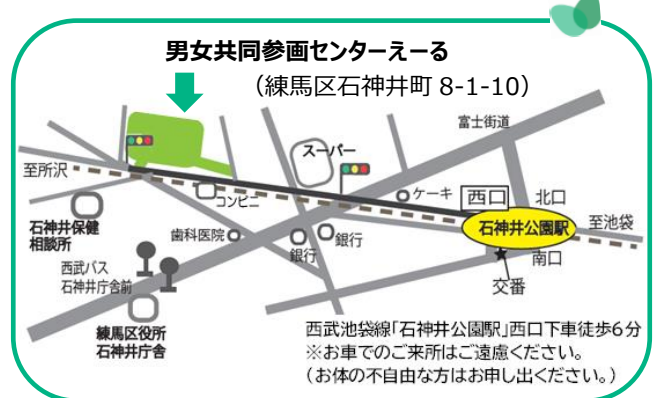 男女共同参画センターえーる
（練馬区石神井町 8-1-10）
富士街道
スーパー
至所沢
コンビニ
ケーキ
西口
北口
石神井公園駅
至池袋
石神井保健
相談所
歯科医院
銀行
銀行
南口
交番
西武バス
石神井庁舎前
練馬区役所
石神井庁舎
西武池袋線「石神井公園駅」西口下車徒歩６分
※お車でのご来所はご遠慮ください。
（お体の不自由な方はお申し出ください。）